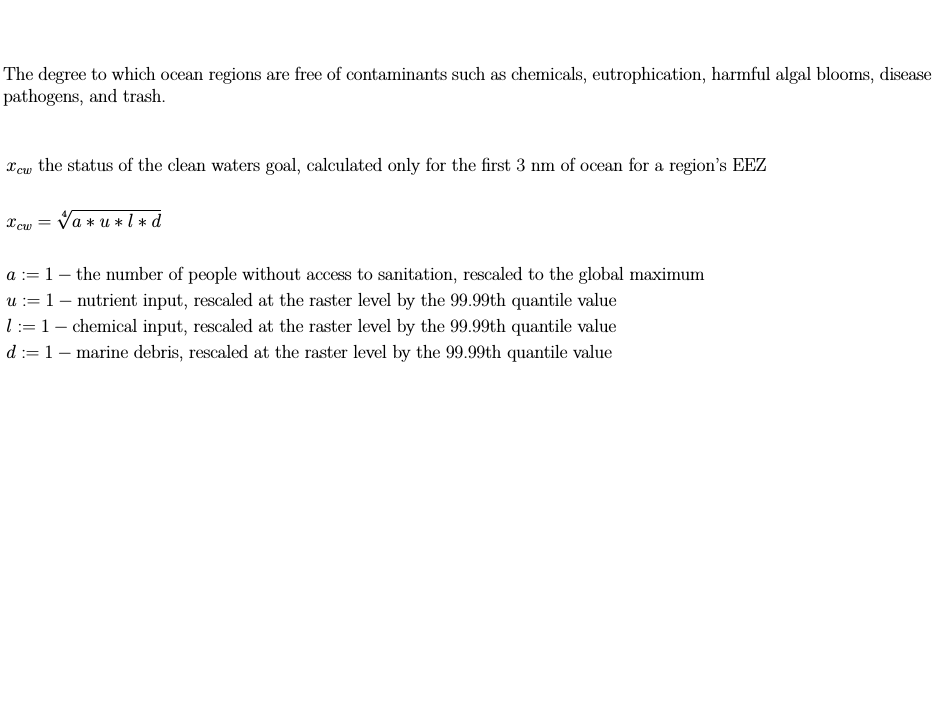 The degree to which ocean regions are free of contaminants such as chemicals, eutrophication, harmful algal blooms, disease
pathogens, and trash.
x_{cw} the status of the clean waters goal, calculated only for the first 3 nm of ocean for a region's EEZ
x_{cw} = \sqrt[4]{a * u * l * d}
a := 1 − the number of people without access to sanitation, rescaled to the global maximum
u := 1 − nutrient input, rescaled at the raster level by the 99.99th quantile value
l := 1 − chemical input, rescaled at the raster level by the 99.99th quantile value
d := 1 − marine debris, rescaled at the raster level by the 99.99th quantile value